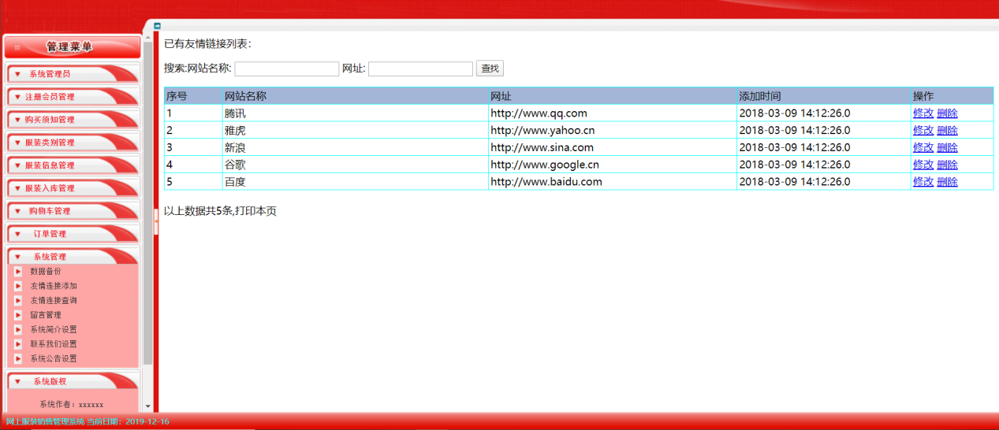 管理菜单
系统管理员
注册会员管理
购买须知管理
服装类别管理
服装信息管理
服装入库管理
购物车管理
订单管理
系统管理
数据备份
友情连接添加
友情连接查询
留言管理
系统简介设置
联系我们设置
系统公告设置
系统版权
系统作者：xxxxxx
已有友情链接列表：
搜索:网站名称: 网址: 查找
序号 网站名称 网址 添加时间 操作
1 腾讯 http://www.qq.com 2018-03-09 14:12:26.0 修改 删除
2 雅虎 http://www.yahoo.cn 2018-03-09 14:12:26.0 修改 删除
3 新浪 http://www.sina.com 2018-03-09 14:12:26.0 修改 删除
4 谷歌 http://www.google.cn 2018-03-09 14:12:26.0 修改 删除
5 百度 http://www.baidu.com 2018-03-09 14:12:26.0 修改 删除
以上数据共5条,打印本页
网上服装销售管理系统 当前日期：2019-12-16